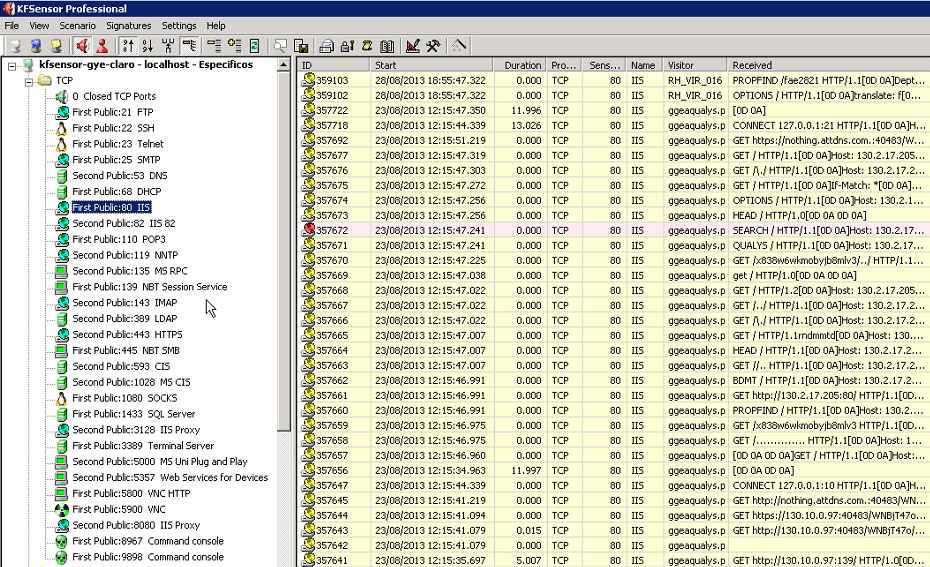 KFSensor Professional
File View Scenario Signatures Settings Help
kfsensor-gye-claro - localhost - Especificos
TCP
0 Closed TCP Ports
First Public:21 FTP
First Public:22 SSH
First Public:23 Telnet
First Public:25 SMTP
Second Public:53 DNS
First Public:68 DHCP
First Public:80 IIS
Second Public:82 IIS 82
First Public:110 POP3
Second Public:119 NNTP
Second Public:135 MS RPC
First Public:139 NBT Session Service
Second Public:143 IMAP
Second Public:389 LDAP
Second Public:443 HTTPS
First Public:445 NBT SMB
Second Public:593 CIS
Second Public:1028 MS CIS
First Public:1080 SOCKS
First Public:1433 SQL Server
Second Public:3128 IIS Proxy
First Public:3389 Terminal Server
Second Public:5000 MS Uni Plug and Play
Second Public:5357 Web Services for Devices
First Public:5800 VNC HTTP
First Public:5900 VNC
Second Public:8080 IIS Proxy
First Public:8967 Command console
First Public:9898 Command console
ID Start Duration Pro... Sens... Name Visitor Received
359103 28/08/2013 18:55:47.322 0.000 TCP 80 IIS RH_VIR_016 PROPFIND /fae2821 HTTP/1.1[0D 0A]Dept...
359102 28/08/2013 18:55:47.322 0.000 TCP 80 IIS RH_VIR_016 OPTIONS / HTTP/1.1[0D 0A]translate: f[0...
357722 23/08/2013 12:15:47.350 11.996 TCP 80 IIS ggeaqualys.p [0D 0A]
357718 23/08/2013 12:15:44.339 13.026 TCP 80 IIS ggeaqualys.p CONNECT 127.0.0.1:21 HTTP/1.1[0D 0A]H...
357692 23/08/2013 12:15:51.219 0.000 TCP 80 IIS ggeaqualys.p GET https://nothing.attdns.com.:40483/W...
357677 23/08/2013 12:15:47.319 0.000 TCP 80 IIS ggeaqualys.p GET / HTTP/1.1[0D 0A]Host: 130.2.17.205...
357676 23/08/2013 12:15:47.303 0.000 TCP 80 IIS ggeaqualys.p GET /\./ HTTP/1.1[0D 0A]Host: 130.2.17...
357675 23/08/2013 12:15:47.272 0.000 TCP 80 IIS ggeaqualys.p GET / HTTP/1.1[0D 0A]If-Match: *[0D 0A]...
357674 23/08/2013 12:15:47.256 0.000 TCP 80 IIS ggeaqualys.p OPTIONS / HTTP/1.1[0D 0A]Host: 130.2.1...
357673 23/08/2013 12:15:47.256 0.000 TCP 80 IIS ggeaqualys.p HEAD / HTTP/1.0[0D 0A 0D 0A]
357672 23/08/2013 12:15:47.241 0.000 TCP 80 IIS ggeaqualys.p SEARCH / HTTP/1.1[0D 0A]Host: 130.2.17...
357671 23/08/2013 12:15:47.241 0.000 TCP 80 IIS ggeaqualys.p QUALYS / HTTP/1.1[0D 0A]Host: 130.2.17...
357670 23/08/2013 12:15:47.225 0.000 TCP 80 IIS ggeaqualys.p GET /x838w6wkmobyjb8mlv3/../ HTTP/1.1...
357669 23/08/2013 12:15:47.038 0.000 TCP 80 IIS ggeaqualys.p get / HTTP/1.0[0D 0A 0D 0A]
357668 23/08/2013 12:15:47.022 0.000 TCP 80 IIS ggeaqualys.p GET / HTTP/1.2[0D 0A]Host: 130.2.17.205...
357667 23/08/2013 12:15:47.022 0.000 TCP 80 IIS ggeaqualys.p GET /../ HTTP/1.1[0D 0A]Host: 130.2.17.2...
357666 23/08/2013 12:15:47.022 0.000 TCP 80 IIS ggeaqualys.p GET /\./ HTTP/1.1[0D 0A]Host: 130.2.17.2...
357665 23/08/2013 12:15:47.007 0.000 TCP 80 IIS ggeaqualys.p GET / HTTP/1.1rndmmtd[0D 0A]Host: 130....
357664 23/08/2013 12:15:47.007 0.000 TCP 80 IIS ggeaqualys.p HEAD / HTTP/1.1[0D 0A]Host: 130.2.17.2...
357663 23/08/2013 12:15:47.007 0.000 TCP 80 IIS ggeaqualys.p GET //.. HTTP/1.1[0D 0A]Host: 130.2.17.2...
357662 23/08/2013 12:15:46.991 0.000 TCP 80 IIS ggeaqualys.p BDMT / HTTP/1.1[0D 0A]Host: 130.2.17.2...
357661 23/08/2013 12:15:46.991 0.000 TCP 80 IIS ggeaqualys.p GET http://130.2.17.205:80/ HTTP/1.1[0D...
357660 23/08/2013 12:15:46.991 0.000 TCP 80 IIS ggeaqualys.p PROPFIND / HTTP/1.1[0D 0A]Host: 130.2...
357659 23/08/2013 12:15:46.975 0.000 TCP 80 IIS ggeaqualys.p GET /x838w6wkmobyjb8mlv3 HTTP/1.1[0D...
357658 23/08/2013 12:15:46.975 0.000 TCP 80 IIS ggeaqualys.p GET /.............. HTTP/1.1[0D 0A]Host: 1...
357657 23/08/2013 12:15:46.960 0.000 TCP 80 IIS ggeaqualys.p [0D 0A 0D 0A]GET / HTTP/1.1[0D 0A]Host:...
357656 23/08/2013 12:15:34.963 11.997 TCP 80 IIS ggeaqualys.p [0D 0A 0D 0A]
357647 23/08/2013 12:15:44.339 0.000 TCP 80 IIS ggeaqualys.p CONNECT 127.0.0.1:10 HTTP/1.1[0D 0A]H...
357645 23/08/2013 12:15:41.219 0.000 TCP 80 IIS ggeaqualys.p GET http://nothing.attdns.com.:40483/WN...
357644 23/08/2013 12:15:41.094 0.000 TCP 80 IIS ggeaqualys.p GET https://130.10.0.97:40483/WNBjT47o...
357643 23/08/2013 12:15:41.079 0.015 TCP 80 IIS ggeaqualys.p GET http://130.10.0.97:40483/WNBjT47o/...
357642 23/08/2013 12:15:41.079 0.000 TCP 80 IIS ggeaqualys.p
357641 23/08/2013 12:15:35.697 5.007 TCP 80 IIS ggeaqualys.p GET http://130.10.0.97:139/ HTTP/1.0[0D...